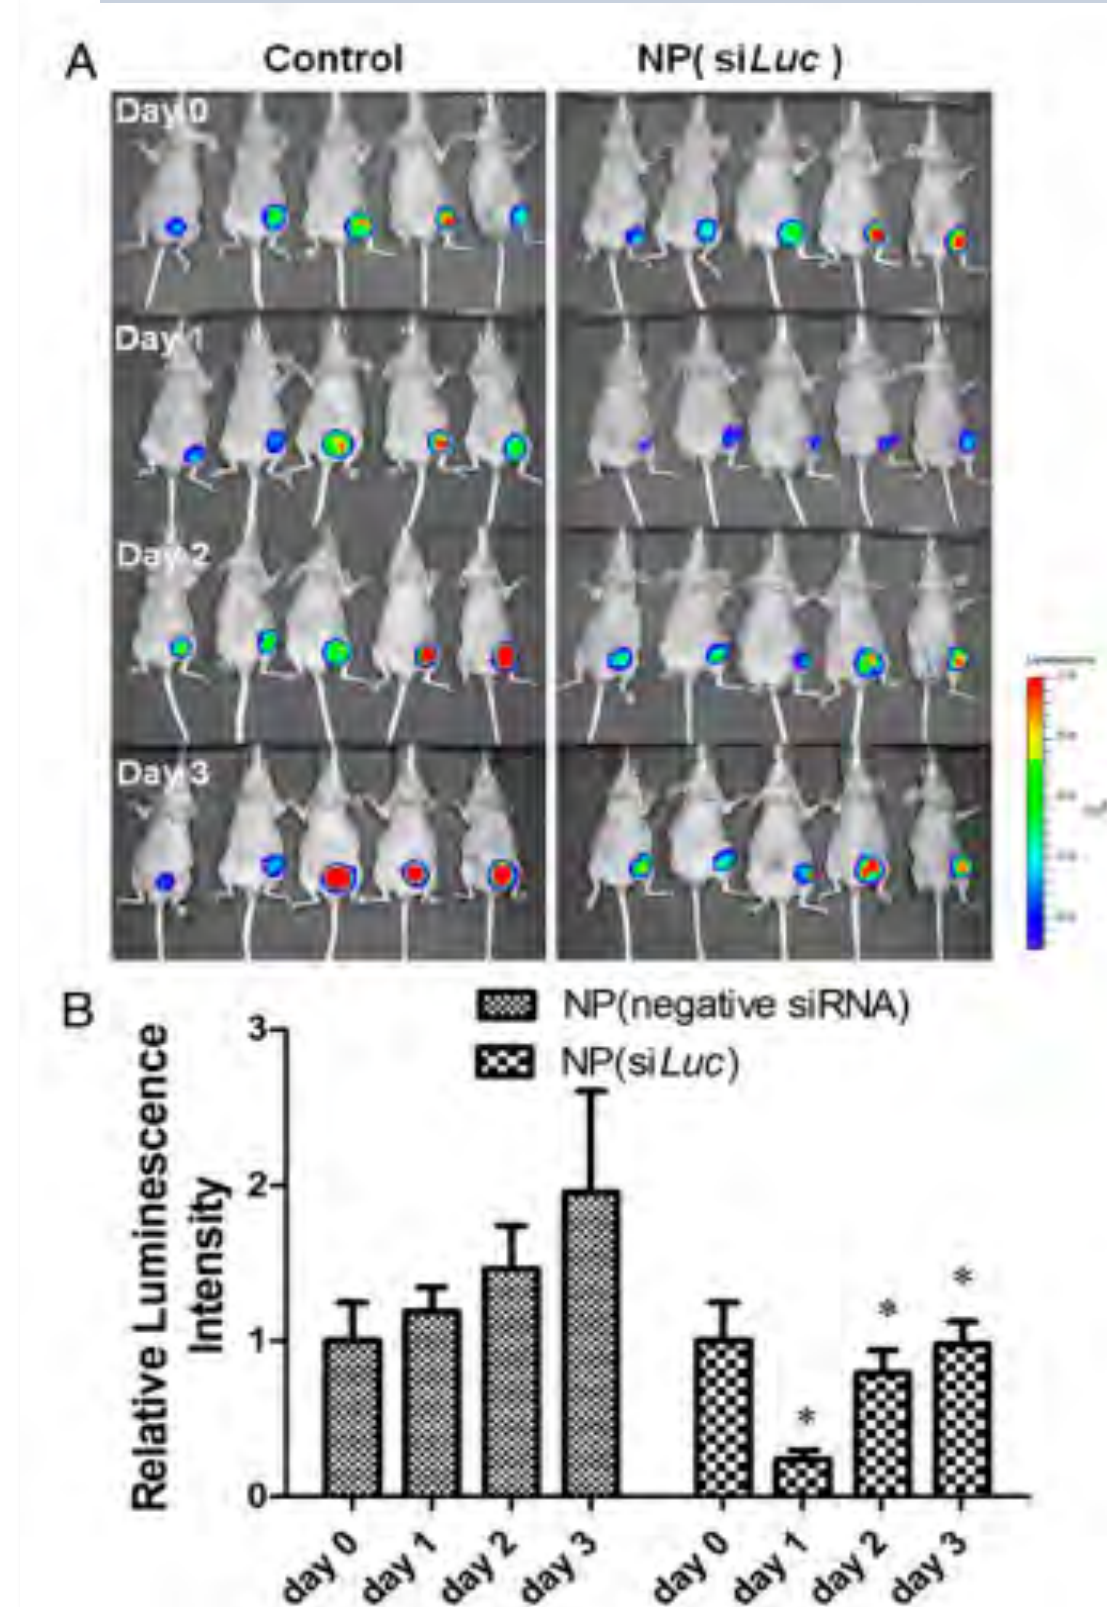 A
Control
NP( siLuc )
Day 0
Day 1
Day 2
Day 3
B
NP(negative siRNA)
NP(siLuc)
Relative Luminescence
Intensity
3
2
1
0
day 0
day 1
day 2
day 3
day 0
day 1
day 2
day 3
*
*
*